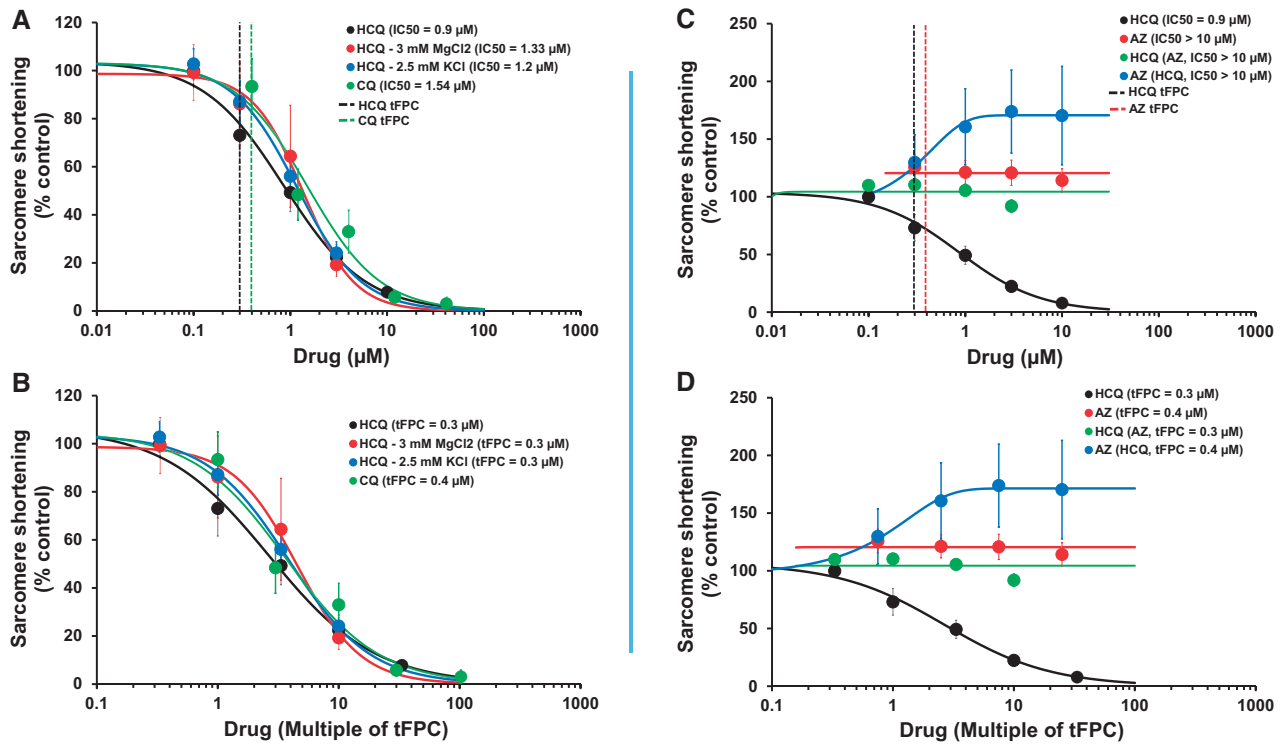 A
120
100
80
60
40
20
0
Sarcomere shortening
(% control)
HCQ (IC50 = 0.9 µM)
HCQ - 3 mM MgCl2 (IC50 = 1.33 µM)
HCQ - 2.5 mM KCl (IC50 = 1.2 µM)
CQ (IC50 = 1.54 µM)
HCQ tFPC
CQ tFPC
0.01 0.1 1 10 100 1000
Drug (µM)
B
120
100
80
60
40
20
0
Sarcomere shortening
(% control)
HCQ (tFPC = 0.3 µM)
HCQ - 3 mM MgCl2 (tFPC = 0.3 µM)
HCQ - 2.5 mM KCl (tFPC = 0.3 µM)
CQ (tFPC = 0.4 µM)
0.1 1 10 100 1000
Drug (Multiple of tFPC)
C
250
200
150
100
50
0
Sarcomere shortening
(% control)
HCQ (IC50 = 0.9 µM)
AZ (IC50 > 10 µM)
HCQ (AZ, IC50 > 10 µM)
AZ (HCQ, IC50 > 10 µM)
HCQ tFPC
AZ tFPC
0.01 0.1 1 10 100 1000
Drug (µM)
D
250
200
150
100
50
0
Sarcomere shortening
(% control)
HCQ (tFPC = 0.3 µM)
AZ (tFPC = 0.4 µM)
HCQ (AZ, tFPC = 0.3 µM)
AZ (HCQ, tFPC = 0.4 µM)
0.1 1 10 100 1000
Drug (Multiple of tFPC)